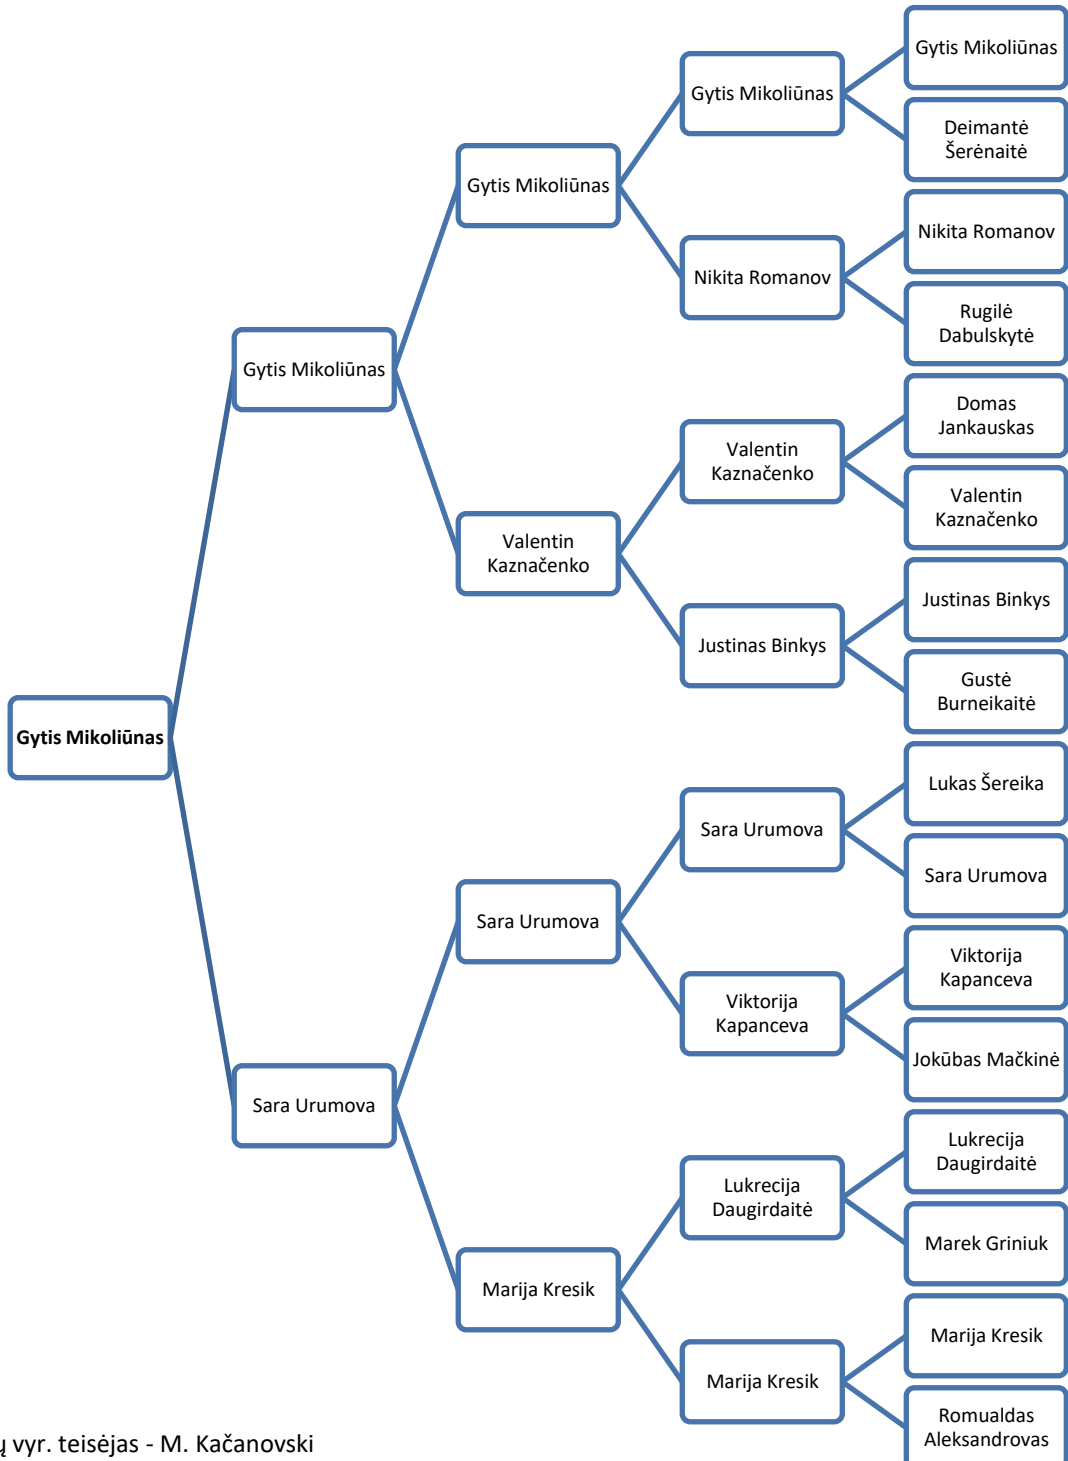 Gytis Mikoliūnas
Gytis Mikoliūnas
Deimantė
Šerėnaitė
Gytis Mikoliūnas
Nikita Romanov
Nikita Romanov
Rugilė
Dabulskytė
Gytis Mikoliūnas
Domas
Jankauskas
Valentin
Kaznačenko
Valentin
Kaznačenko
Valentin
Kaznačenko
Justinas Binkys
Justinas Binkys
Gustė
Burneikaitė
Gytis Mikoliūnas
Lukas Šereika
Sara Urumova
Sara Urumova
Sara Urumova
Viktorija
Kapanceva
Viktorija
Kapanceva
Jokūbas Mačkinė
Sara Urumova
Lukrecija
Daugirdaitė
Lukrecija
Daugirdaitė
Marek Griniuk
Marija Kresik
Marija Kresik
Marija Kresik
Romualdas
Aleksandrovas
ų vyr. teisėjas - M. Kačanovski